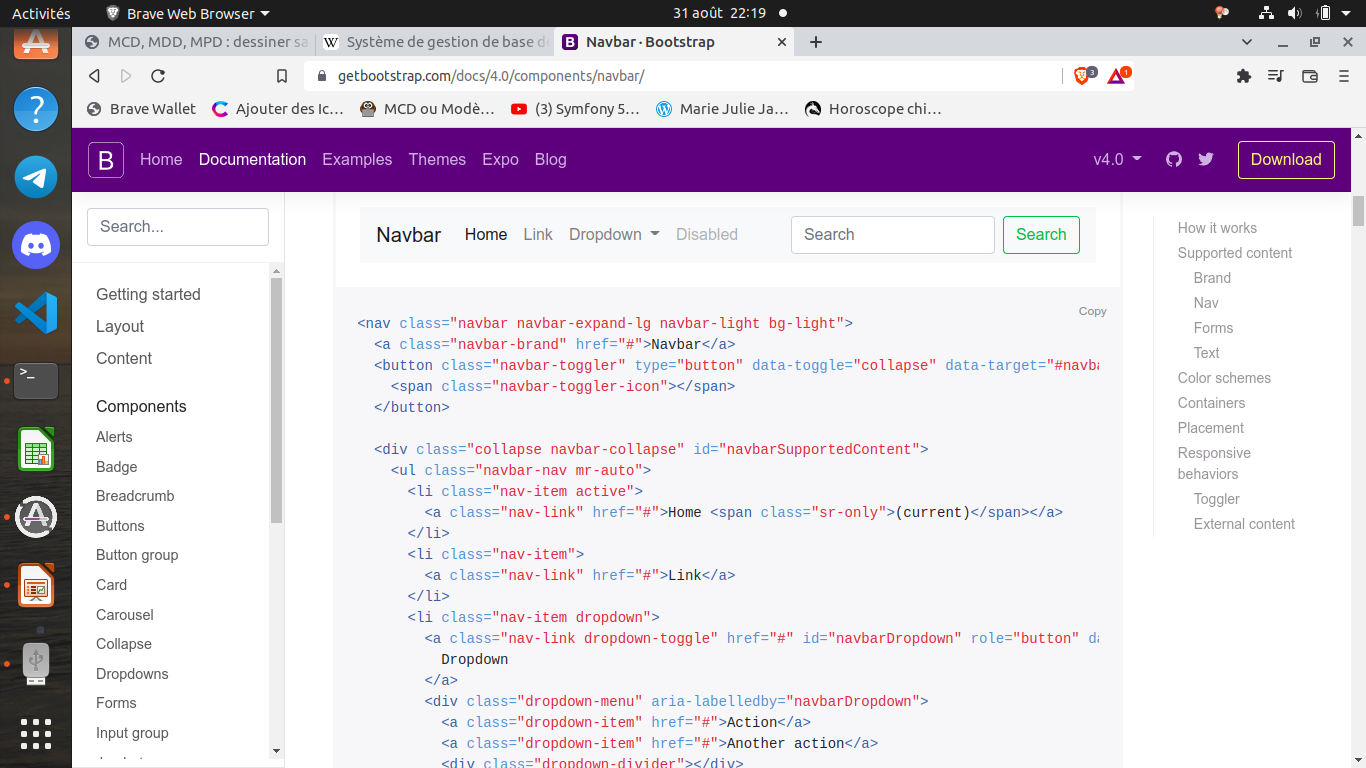 Activités
Brave Web Browser
31 août 22:19
MCD, MDD, MPD : dessiner sa
W Système de gestion de base de
B Navbar · Bootstrap
getbootstrap.com/docs/4.0/components/navbar/
3
1
Brave Wallet
Ajouter des Ic…
MCD ou Modè…
(3) Symfony 5…
Marie Julie Ja…
Horoscope chi…
B
Home
Documentation
Examples
Themes
Expo
Blog
v4.0
Download
Search...
Getting started
Layout
Content
Components
Alerts
Badge
Breadcrumb
Buttons
Button group
Card
Carousel
Collapse
Dropdowns
Forms
Input group
Navbar Home Link Dropdown Disabled Search Search
Copy
<nav class="navbar navbar-expand-lg navbar-light bg-light">
<a class="navbar-brand" href="#">Navbar</a>
<button class="navbar-toggler" type="button" data-toggle="collapse" data-target="#navba
<span class="navbar-toggler-icon"></span>
</button>
<div class="collapse navbar-collapse" id="navbarSupportedContent">
<ul class="navbar-nav mr-auto">
<li class="nav-item active">
<a class="nav-link" href="#">Home <span class="sr-only">(current)</span></a>
</li>
<li class="nav-item">
<a class="nav-link" href="#">Link</a>
</li>
<li class="nav-item dropdown">
<a class="nav-link dropdown-toggle" href="#" id="navbarDropdown" role="button" da
Dropdown
</a>
<div class="dropdown-menu" aria-labelledby="navbarDropdown">
<a class="dropdown-item" href="#">Action</a>
<a class="dropdown-item" href="#">Another action</a>
<div class="dropdown-divider"></div>
How it works
Supported content
Brand
Nav
Forms
Text
Color schemes
Containers
Placement
Responsive
behaviors
Toggler
External content